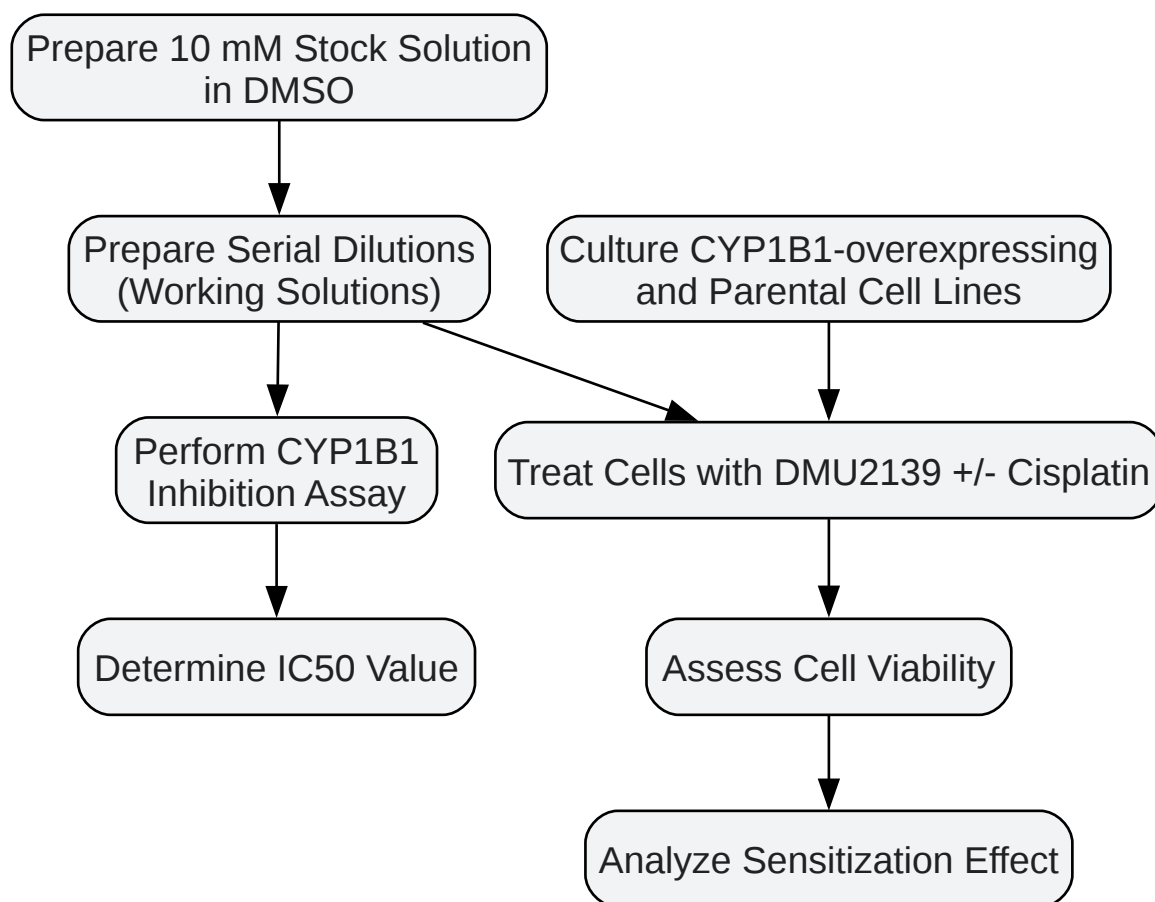 Prepare 10 mM Stock Solution
in DMSO
Prepare Serial Dilutions
(Working Solutions)
Culture CYP1B1-overexpressing
and Parental Cell Lines
Perform CYP1B1
Inhibition Assay
Treat Cells with DMU2139 +/- Cisplatin
Determine IC50 Value
Assess Cell Viability
Analyze Sensitization Effect